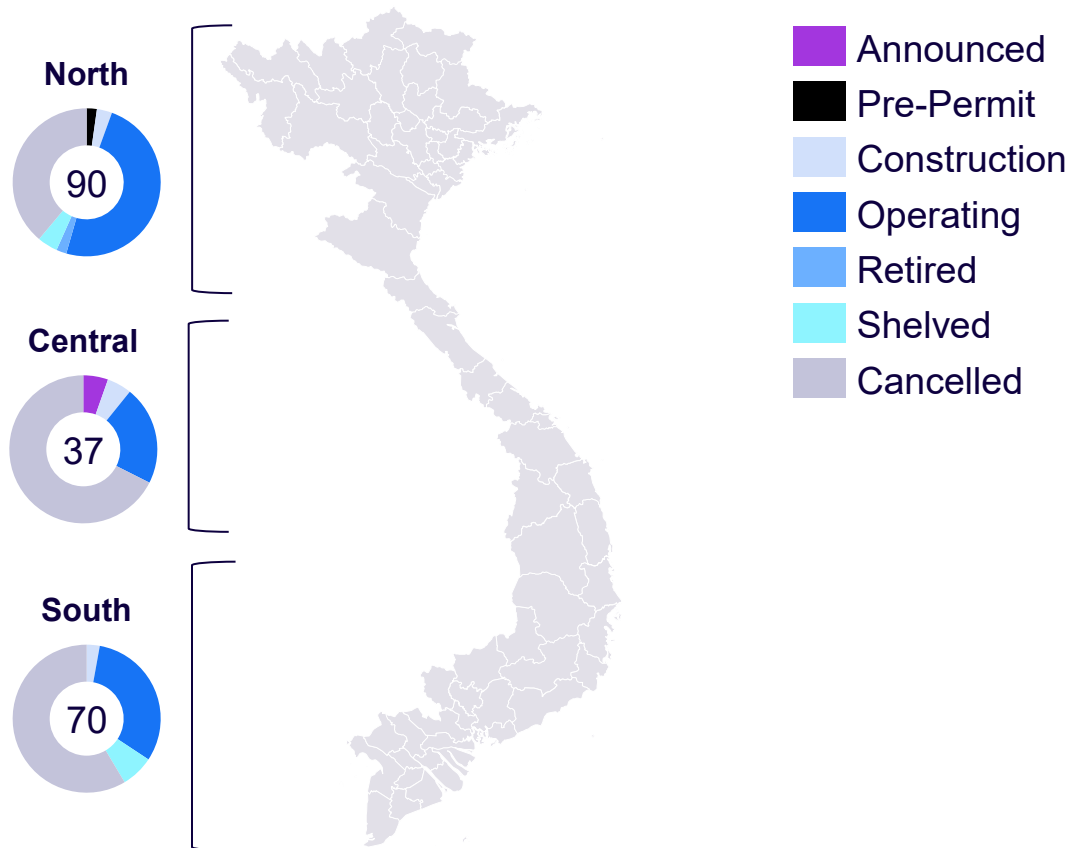 North
90
Central
37
South
70
Announced
Pre-Permit
Construction
Operating
Retired
Shelved
Cancelled